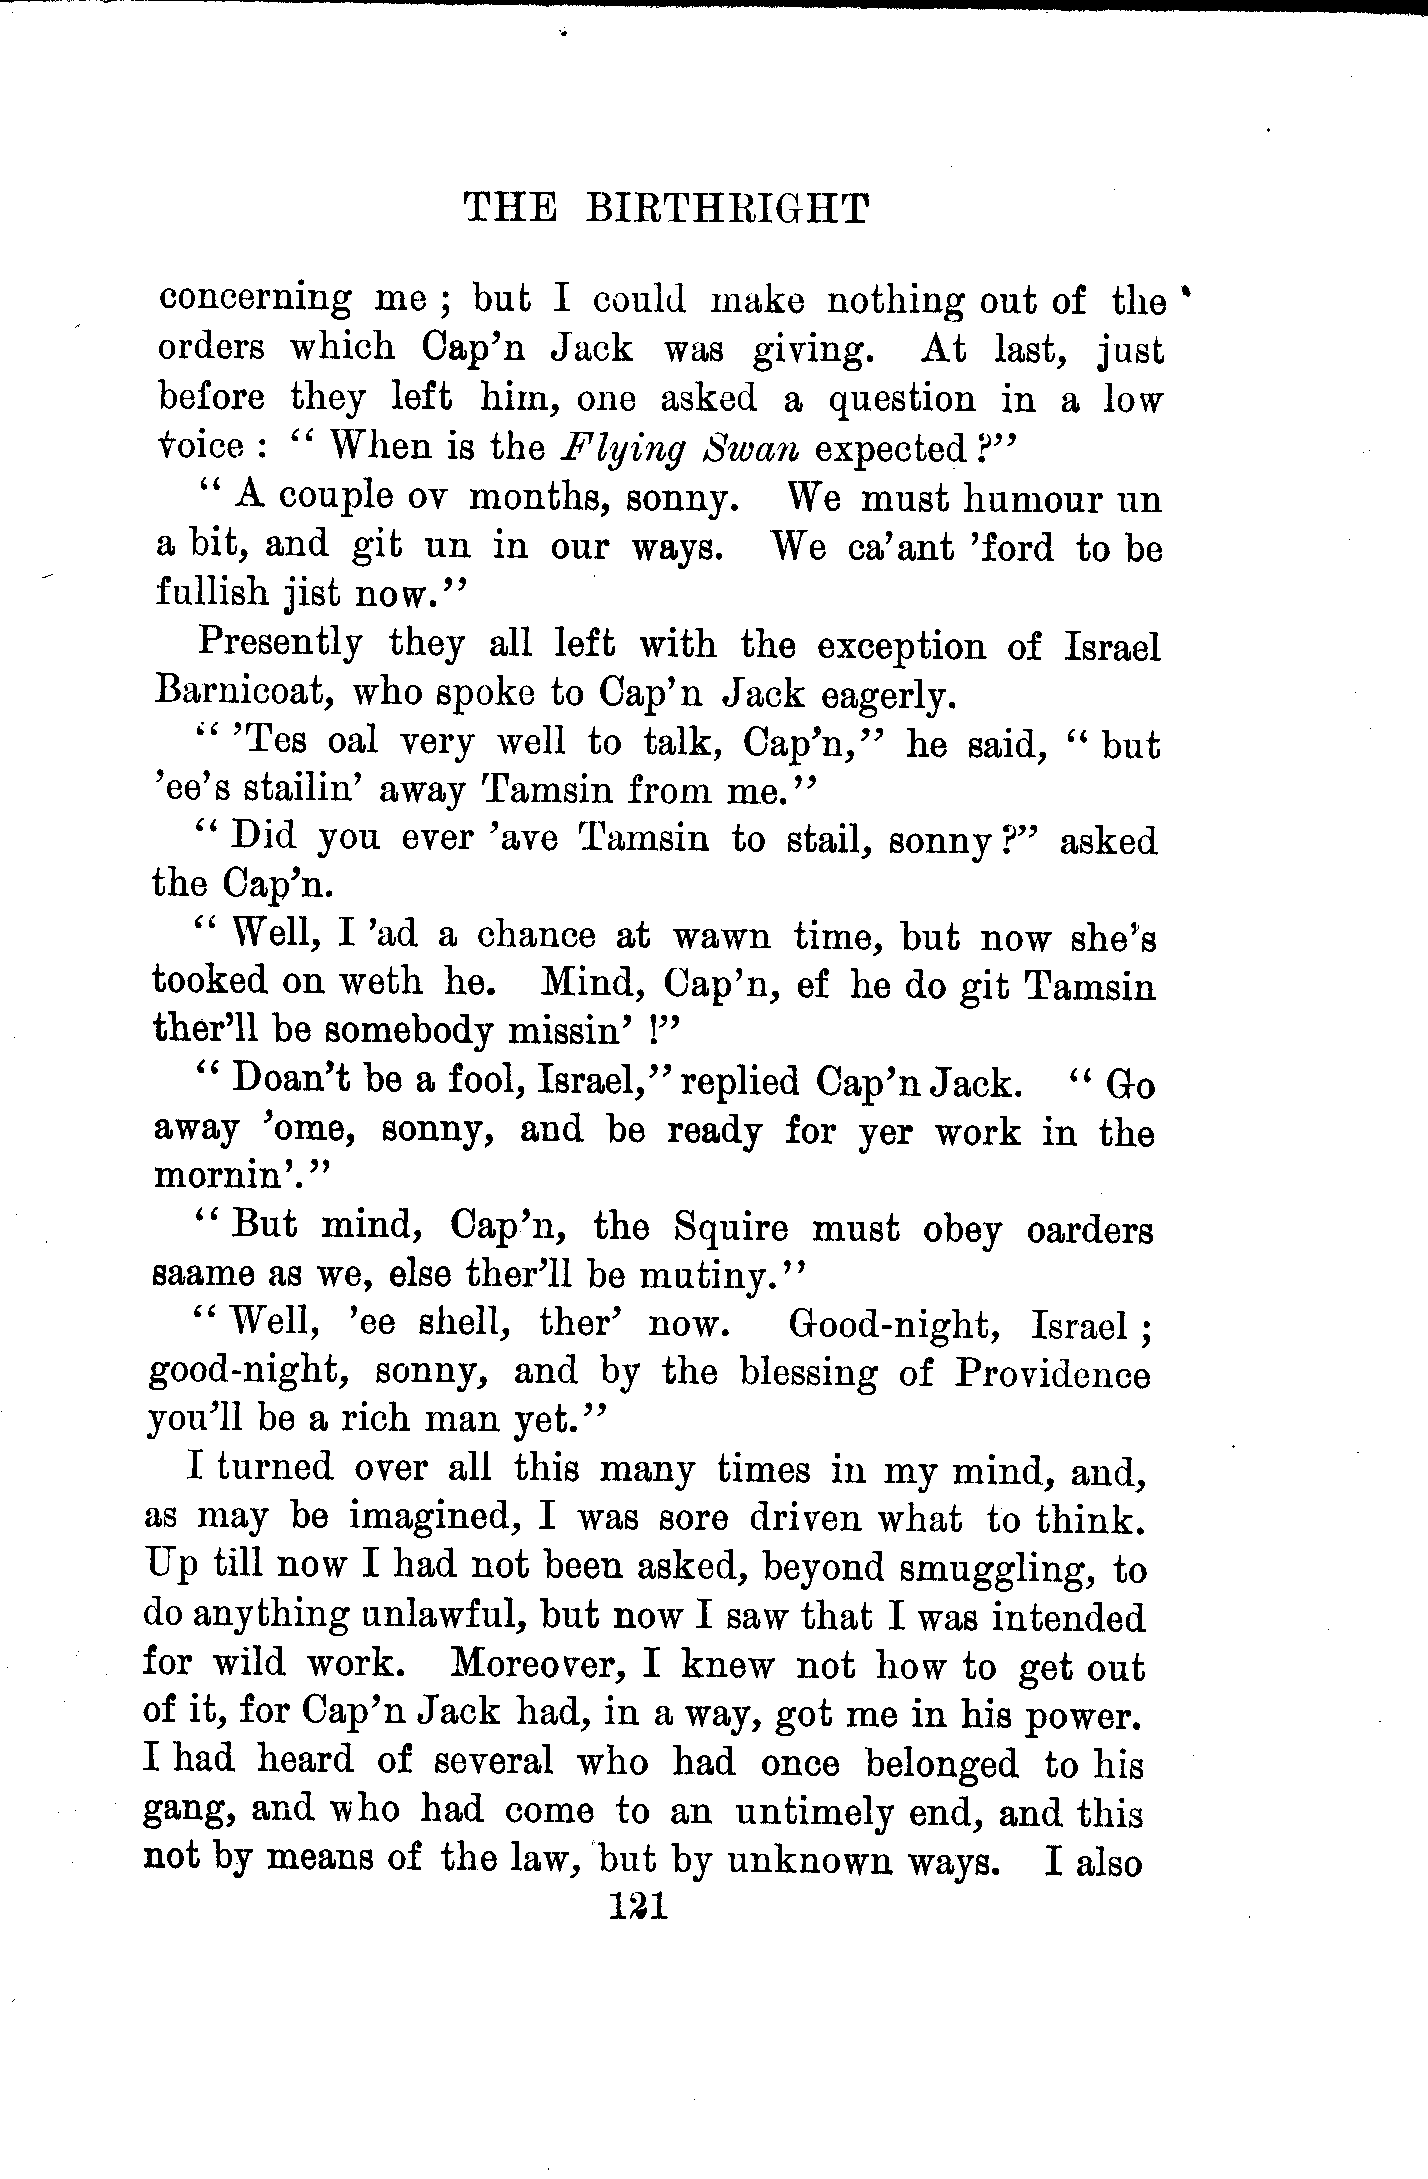 THE BIRTHRIGHT
concerning me ; but I could make nothing out of the
orders which Cap'n Jack was giving. At last, just
before they left him, one asked a question in a low
voice : “ When is the Flying Swan expected ?”
“ A couple ov months, sonny. We must humour un
a bit, and git un in our ways. We ca'ant 'ford to be
fullish jist now.”
Presently they all left with the exception of Israel
Barnicoat, who spoke to Cap'n Jack eagerly.
“ 'Tes oal very well to talk, Cap'n,” he said, “ but
'ee's stailin' away Tamsin from me.”
“ Did you ever 'ave Tamsin to stail, sonny ?” asked
the Cap'n.
“ Well, I 'ad a chance at wawn time, but now she's
tooked on weth he. Mind, Cap'n, ef he do git Tamsin
ther'll be somebody missin' !”
“ Doan't be a fool, Israel,” replied Cap'n Jack. “ Go
away 'ome, sonny, and be ready for yer work in the
mornin'.”
“ But mind, Cap'n, the Squire must obey oarders
saame as we, else ther'll be mutiny.”
“ Well, 'ee shell, ther' now. Good-night, Israel ;
good-night, sonny, and by the blessing of Providence
you'll be a rich man yet.”
I turned over all this many times in my mind, and,
as may be imagined, I was sore driven what to think.
Up till now I had not been asked, beyond smuggling, to
do anything unlawful, but now I saw that I was intended
for wild work. Moreover, I knew not how to get out
of it, for Cap'n Jack had, in a way, got me in his power.
I had heard of several who had once belonged to his
gang, and who had come to an untimely end, and this
not by means of the law, but by unknown ways. I also
121